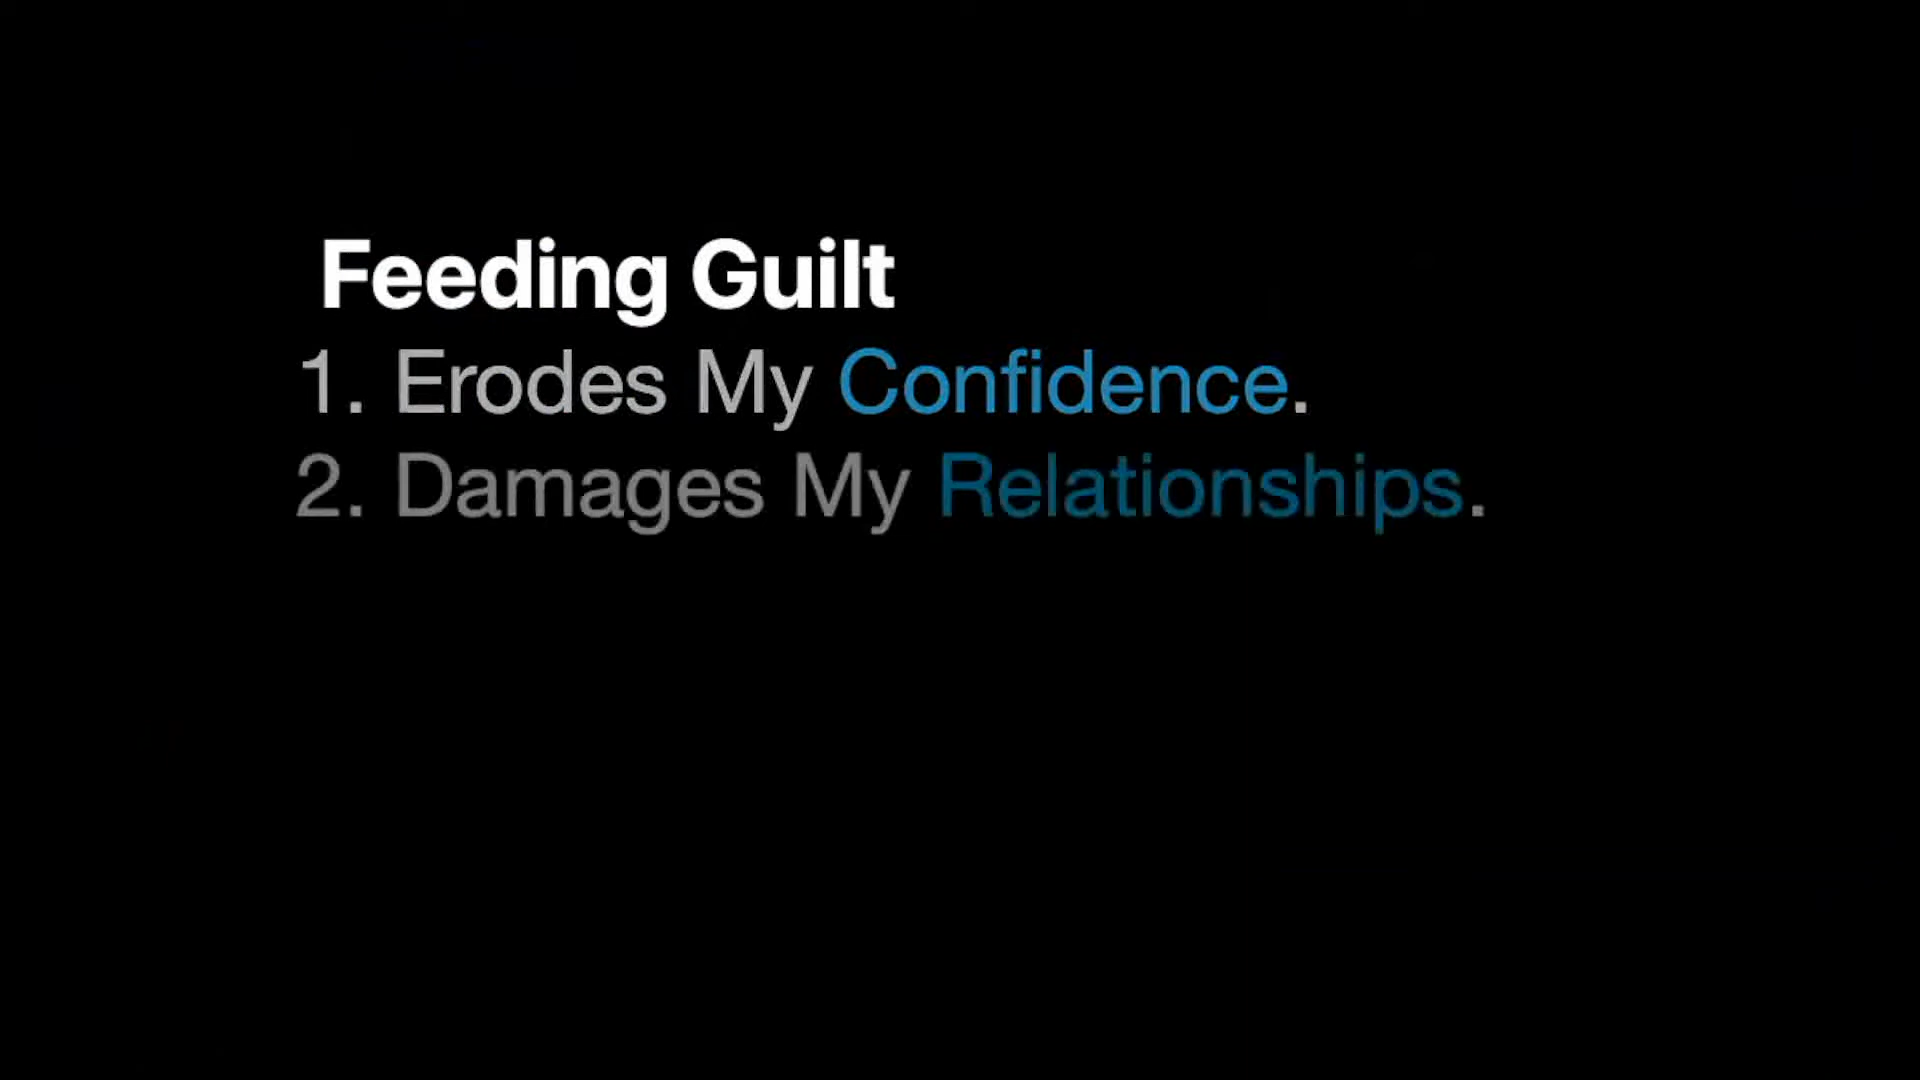 Feeding Guilt
1. Erodes My Confidence.
2. Damages My Relationships.